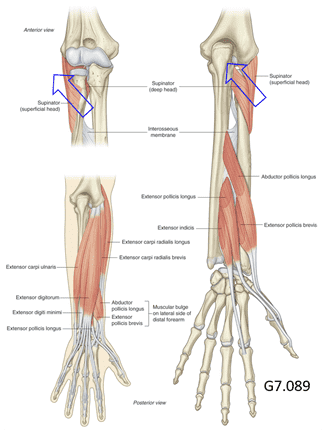 Anterior view
Supinator
(deep head)
Supinator
(superficial head)
Supinator
(superficial head)
Interosseous
membrane
Abductor pollicis longus
Extensor pollicis longus
Extensor indicis
Extensor pollicis brevis
Extensor carpi radialis longus
Extensor carpi radialis brevis
Extensor carpi ulnaris
Extensor digitorum
Extensor digiti minimi
Extensor pollicis longus
Abductor
pollicis longus
Extensor
pollicis brevis
Muscular bulge
on lateral side of
distal forearm
Posterior view
G7.089